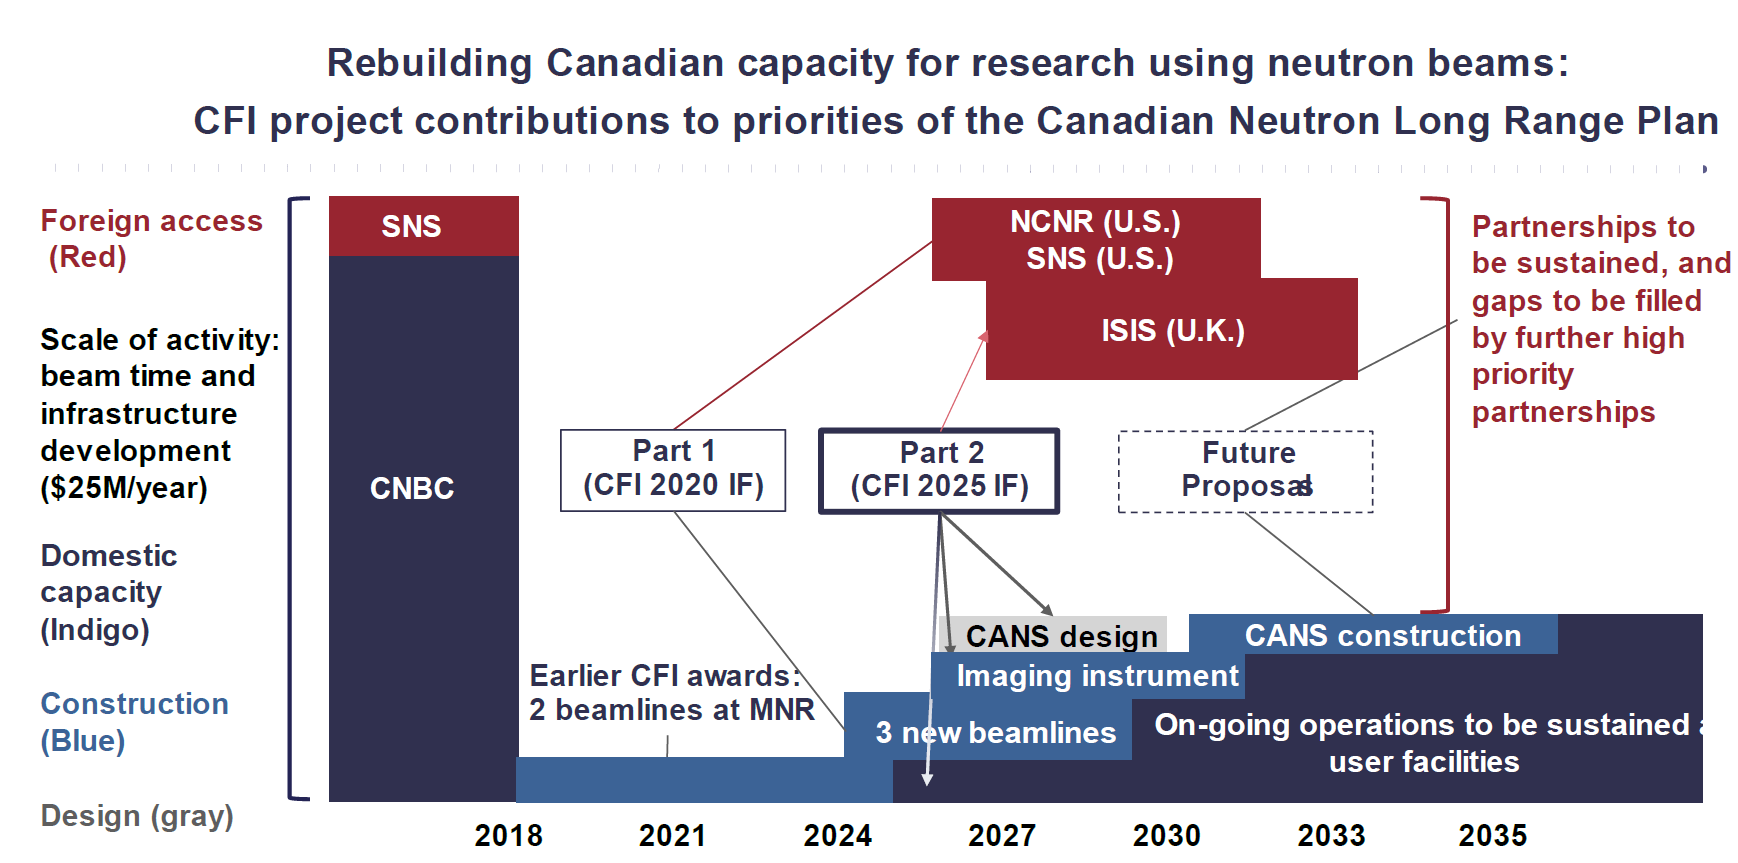 Rebuilding Canadian capacity for research using neutron beams:
CFI project contributions to priorities of the Canadian Neutron Long Range Plan
Foreign access
(Red)
Scale of activity:
beam time and
infrastructure
development
($25M/year)
Domestic
capacity
(Indigo)
Construction
(Blue)
Design (gray)
SNS
CNBC
NCNR (U.S.)
SNS (U.S.)
ISIS (U.K.)
Partnerships to
be sustained, and
gaps to be filled
by further high
priority
partnerships
Part 1
(CFI 2020 IF)
Part 2
(CFI 2025 IF)
Future
Proposals
CANS design
CANS construction
Imaging instrument
Earlier CFI awards:
2 beamlines at MNR
3 new beamlines
On-going operations to be sustained
user facilities
2018 2021 2024 2027 2030 2033 2035